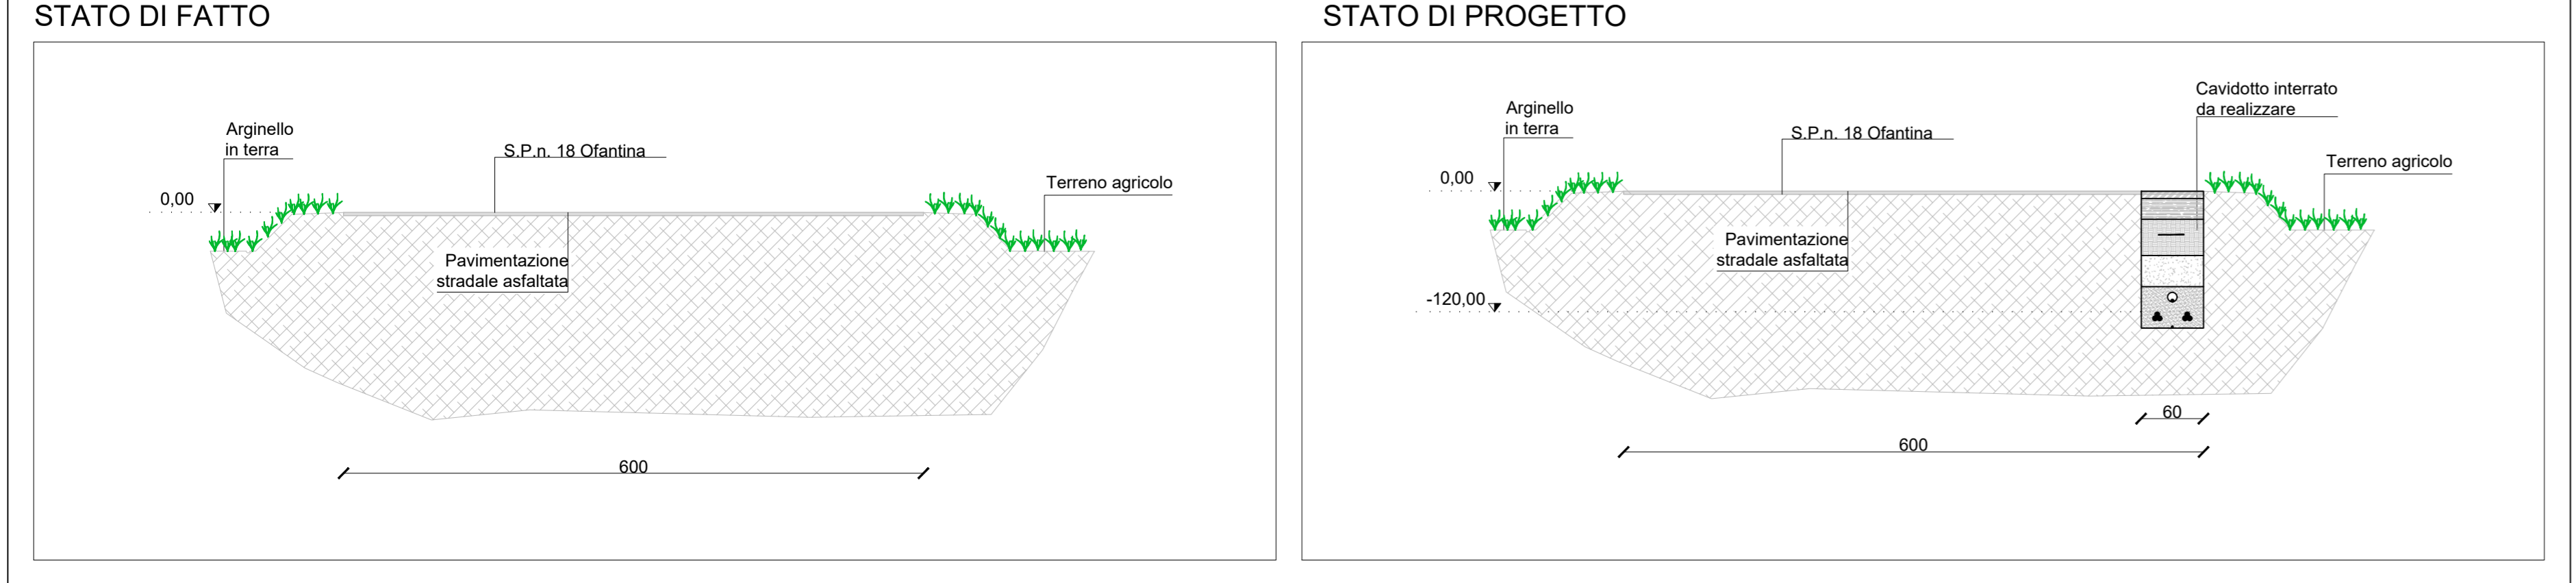 STATO DI FATTO
Arginello
in terra
S.P.n. 18 Ofantina
Terreno agricolo
0,00
Pavimentazione
stradale asfaltata
600
STATO DI PROGETTO
Cavidotto interrato
da realizzare
Arginello
in terra
S.P.n. 18 Ofantina
Terreno agricolo
0,00
Pavimentazione
stradale asfaltata
-120,00
60
600